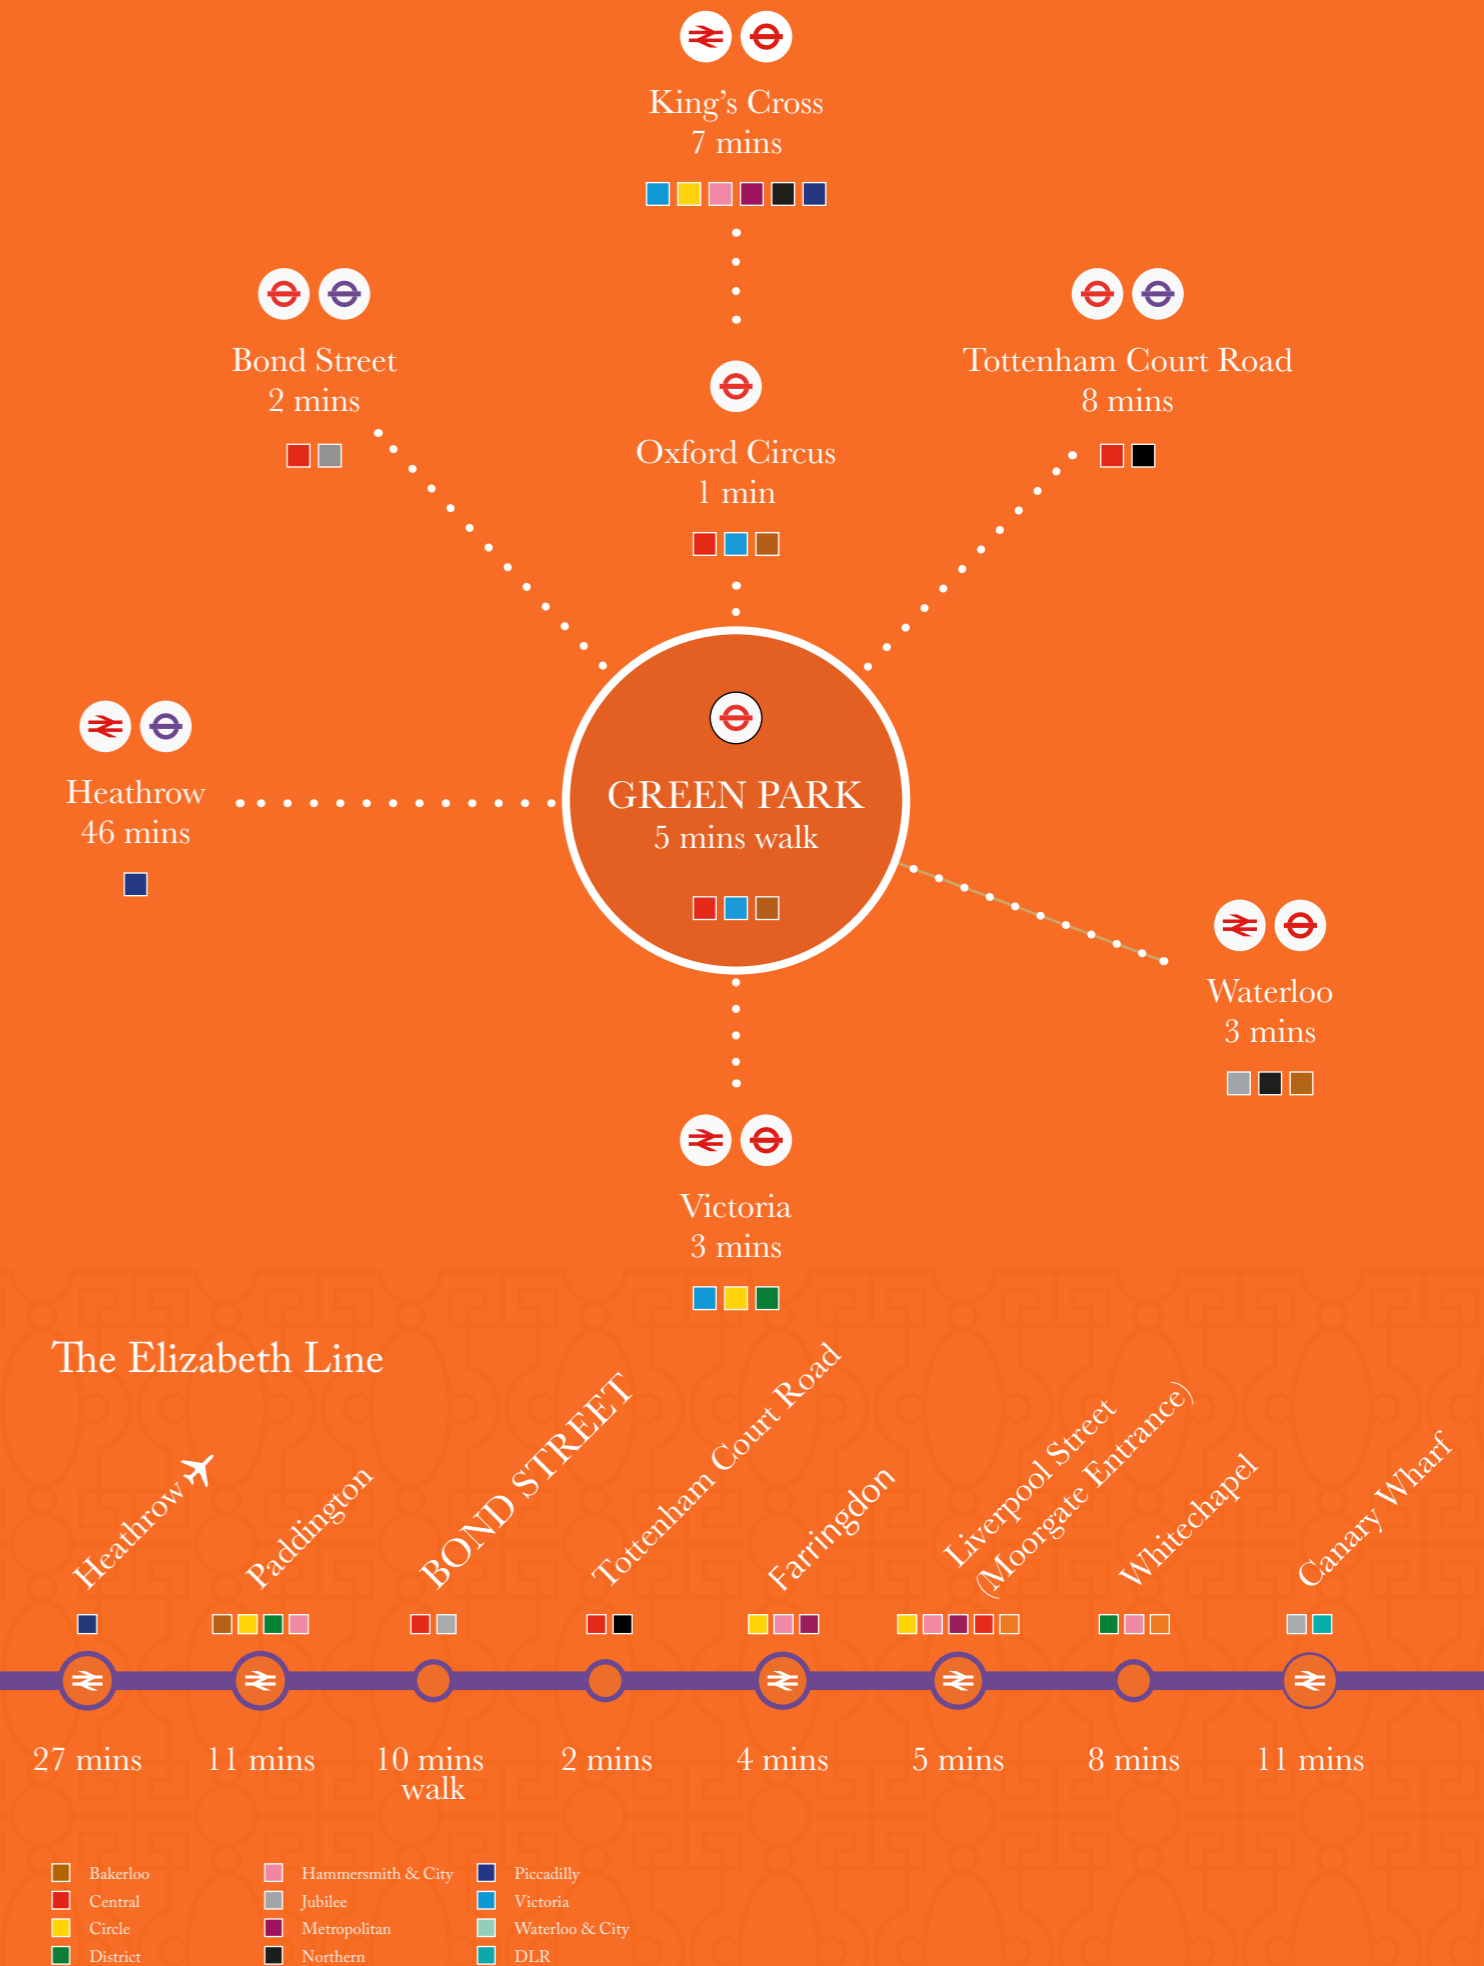 King's Cross
7 mins
Bond Street
2 mins
Tottenham Court Road
8 mins
Oxford Circus
1 min
Heathrow
46 mins
GREEN PARK
5 mins walk
Waterloo
3 mins
Victoria
3 mins
The Elizabeth Line
Heathrow
Paddington
BOND STREET
Tottenham Court Road
Farringdon
Liverpool Street
(Moorgate Entrance)
Whitechapel
Canary Wharf
27 mins
11 mins
10 mins
walk
2 mins
4 mins
5 mins
8 mins
11 mins
Bakerloo
Central
Circle
District
Hammersmith & City
Jubilee
Metropolitan
Northern
Piccadilly
Victoria
Waterloo & City
DLR